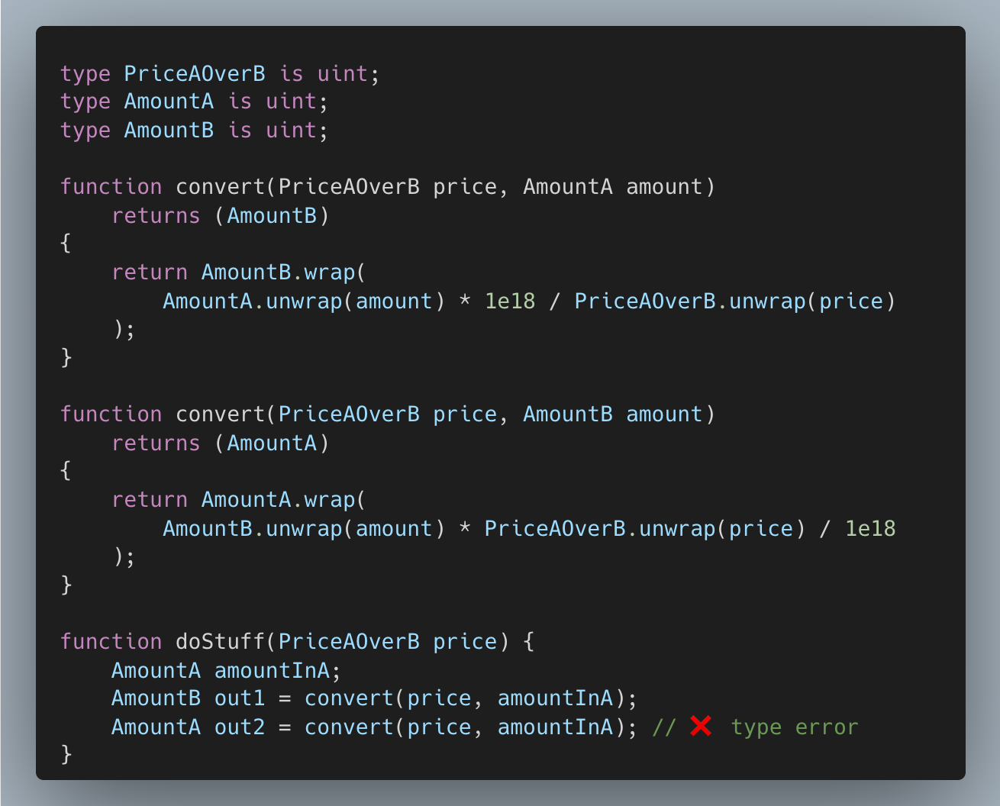 type PriceAOverB is uint;
type AmountA is uint;
type AmountB is uint;

function convert(PriceAOverB price, AmountA amount)
    returns (AmountB)
{
    return AmountB.wrap(
        AmountA.unwrap(amount) * 1e18 / PriceAOverB.unwrap(price)
    );
}

function convert(PriceAOverB price, AmountB amount)
    returns (AmountA)
{
    return AmountA.wrap(
        AmountB.unwrap(amount) * PriceAOverB.unwrap(price) / 1e18
    );
}

function doStuff(PriceAOverB price) {
    AmountA amountInA;
    AmountB out1 = convert(price, amountInA);
    AmountA out2 = convert(price, amountInA); // ❌ type error
}